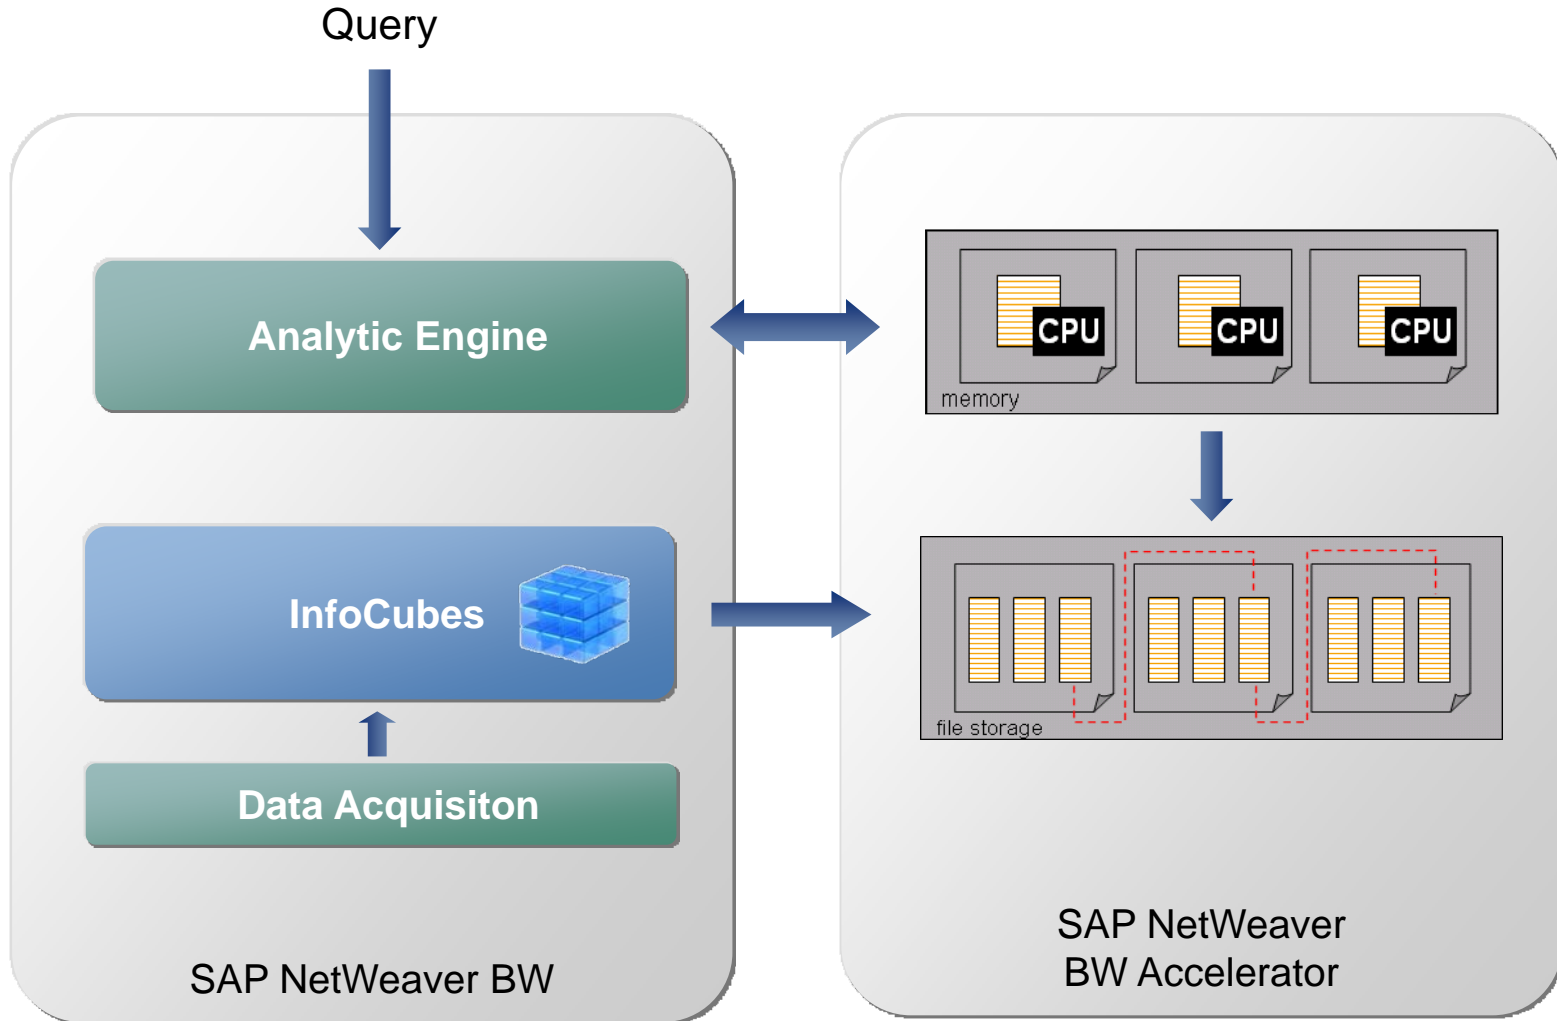 Query
Analytic Engine
InfoCubes
Data Acquisiton
SAP NetWeaver BW
CPU
CPU
CPU
memory
file storage
SAP NetWeaver
BW Accelerator